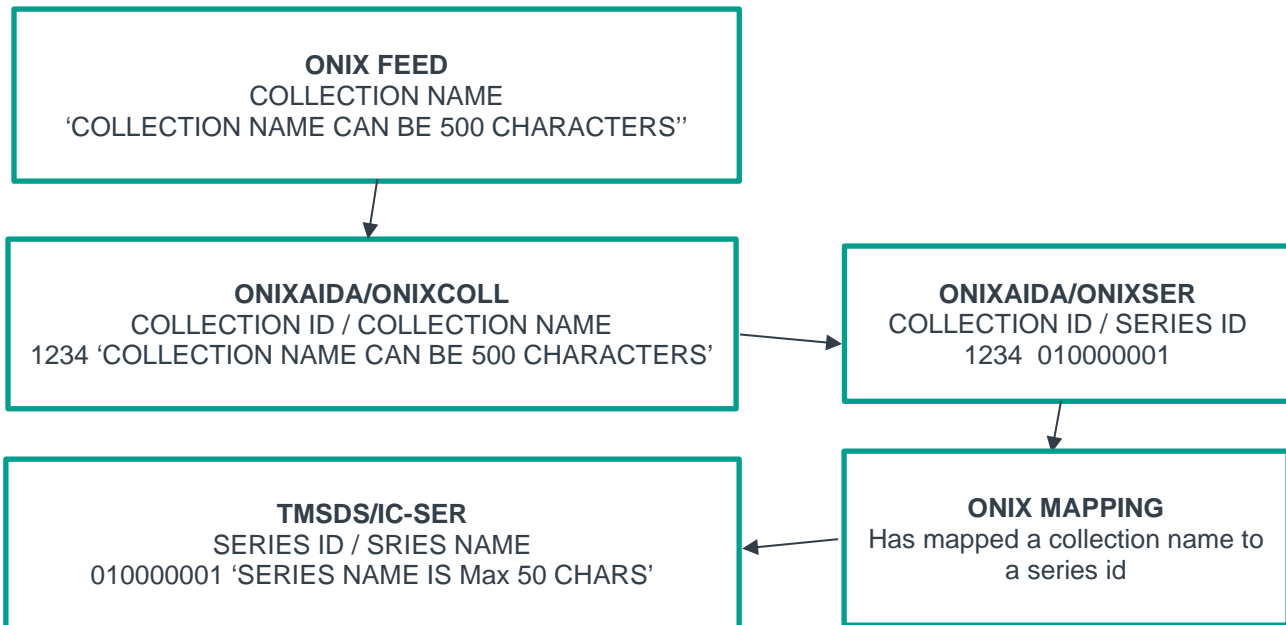 ONIX FEED
COLLECTION NAME
‘COLLECTION NAME CAN BE 500 CHARACTERS’’
ONIXAIDA/ONIXCOLL
COLLECTION ID / COLLECTION NAME
1234 ‘COLLECTION NAME CAN BE 500 CHARACTERS’
ONIXAIDA/ONIXSER
COLLECTION ID / SERIES ID
1234 010000001
ONIX MAPPING
Has mapped a collection name to
a series id
TMSDS/IC-SER
SERIES ID / SRIES NAME
010000001 ‘SERIES NAME IS Max 50 CHARS’